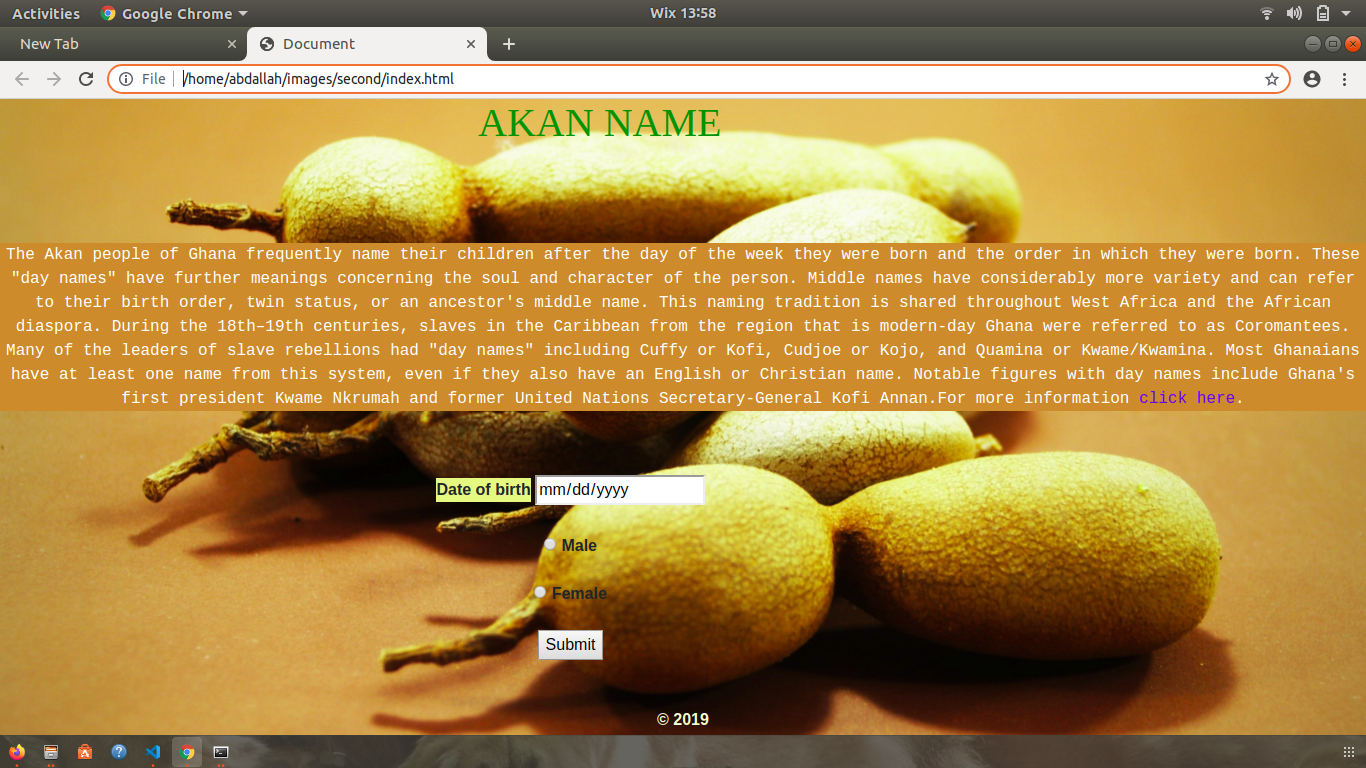 Activities Google Chrome Wix 13:58
New Tab Document
File /home/abdallah/images/second/index.html
AKAN NAME
The Akan people of Ghana frequently name their children after the day of the week they were born and the order in which they were born. These
"day names" have further meanings concerning the soul and character of the person. Middle names have considerably more variety and can refer
to their birth order, twin status, or an ancestor's middle name. This naming tradition is shared throughout West Africa and the African
diaspora. During the 18th–19th centuries, slaves in the Caribbean from the region that is modern-day Ghana were referred to as Coromantees.
Many of the leaders of slave rebellions had "day names" including Cuffy or Kofi, Cudjoe or Kojo, and Quamina or Kwame/Kwamina. Most Ghanaians
have at least one name from this system, even if they also have an English or Christian name. Notable figures with day names include Ghana's
first president Kwame Nkrumah and former United Nations Secretary-General Kofi Annan.For more information click here.
Date of birth mm/dd/yyyy
Male
Female
Submit
© 2019